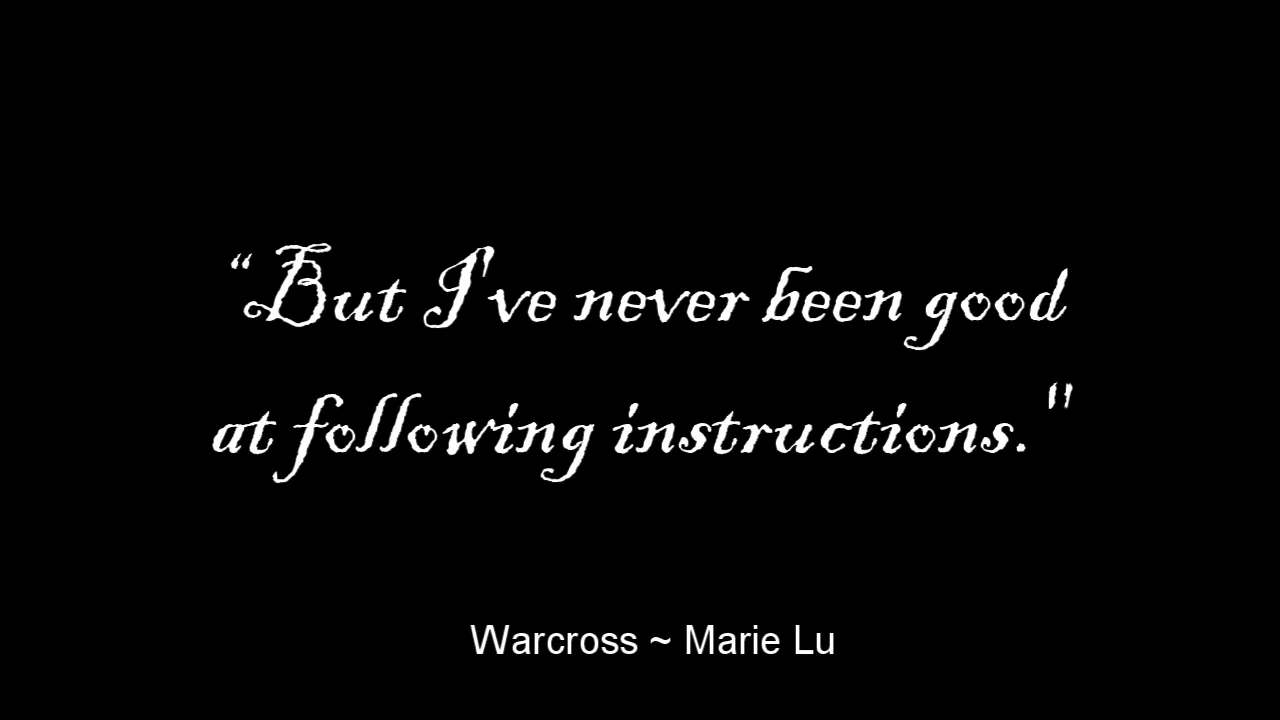 “But I've never been good
at following instructions."
Warcross ~ Marie Lu